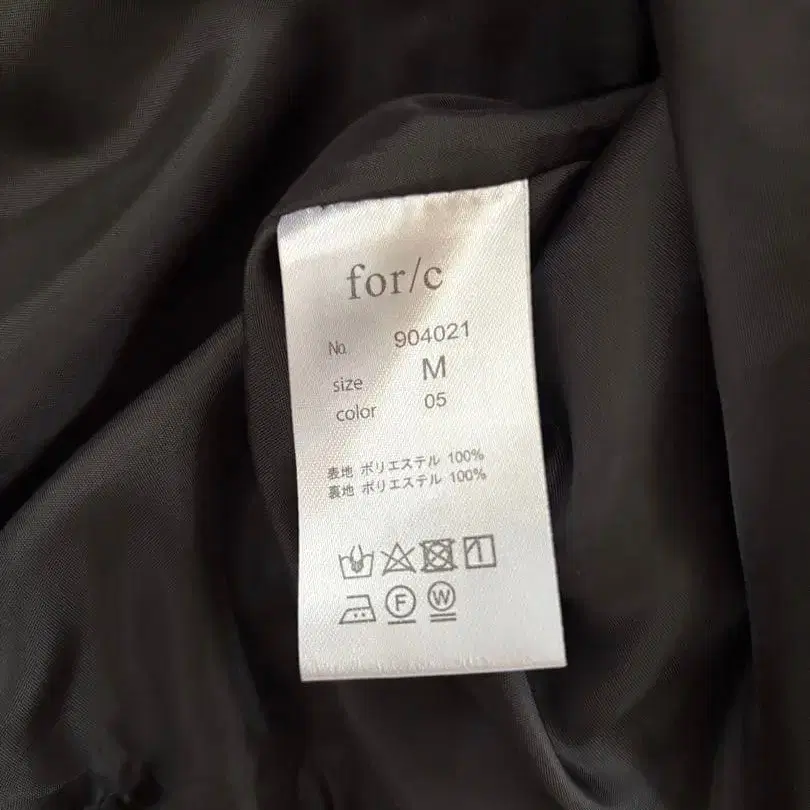 for/c
No. 904021
size M
color 05
表地 ポリエステル 100%
裏地 ポリエステル 100%
F W